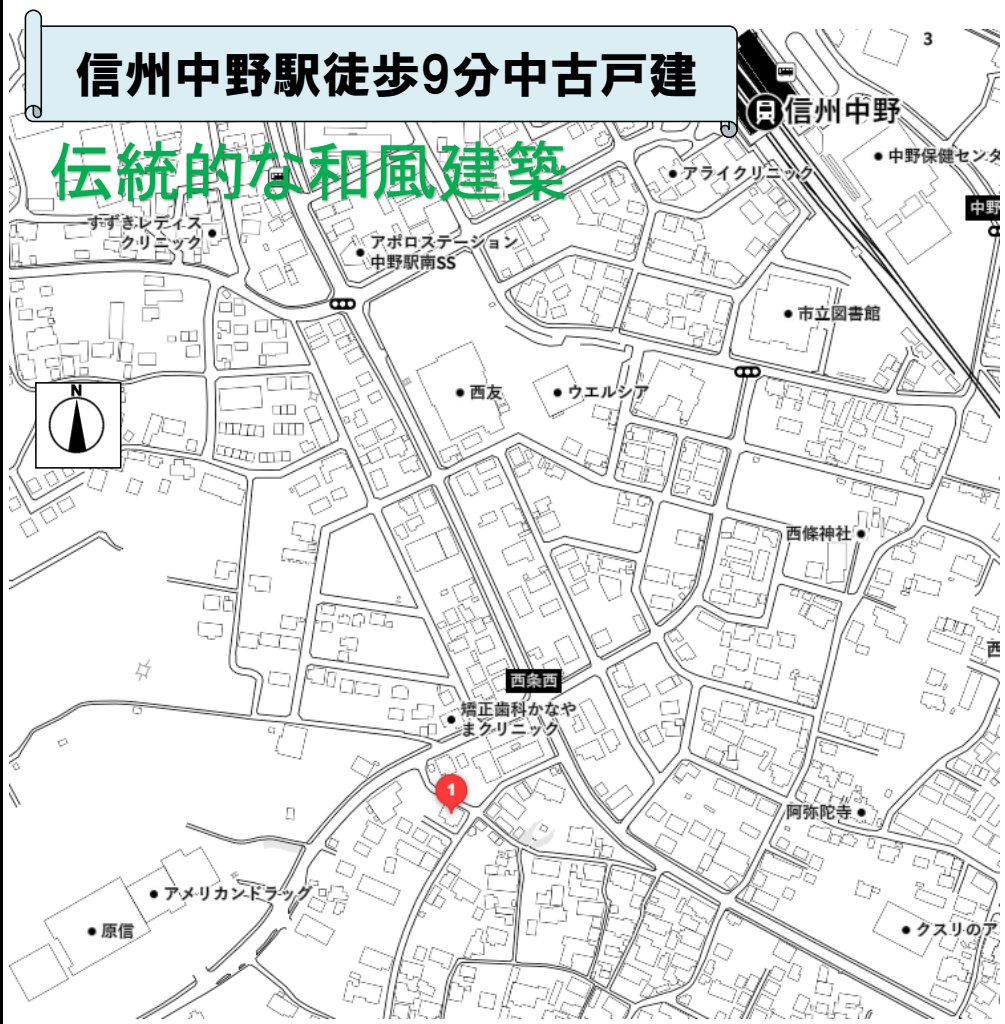 信州中野駅徒歩9分中古戸建
3
信州中野
伝統的な和風建築
中野保健センタ
アライクリニック
中野
すずきレディス
クリニック
アポロステーション
中野駅南SS
市立図書館
N
西友
ウエルシア
西條神社
西
西条西
矯正歯科かなや
まクリニック
1
阿弥陀寺
アメリカンドラッグ
原信
クスリのア